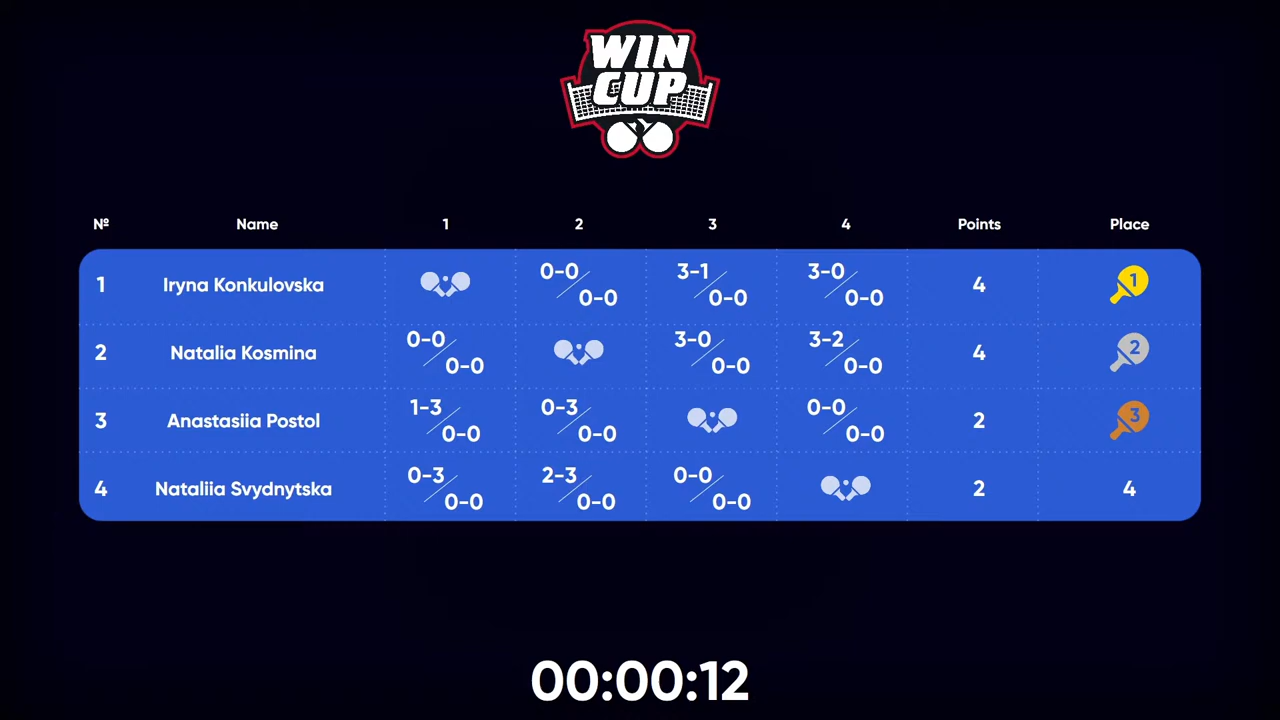 WIN
CUP
№ Name 1 2 3 4 Points Place
1 Iryna Konkulovska 0-0 0-0 3-1 0-0 3-0 0-0 4 1
2 Natalia Kosmina 0-0 0-0 3-0 0-0 3-2 0-0 4 2
3 Anastasiia Postol 1-3 0-0 0-3 0-0 0-0 0-0 2 3
4 Nataliia Svydnytska 0-3 0-0 2-3 0-0 0-0 0-0 2 4
00:00:12